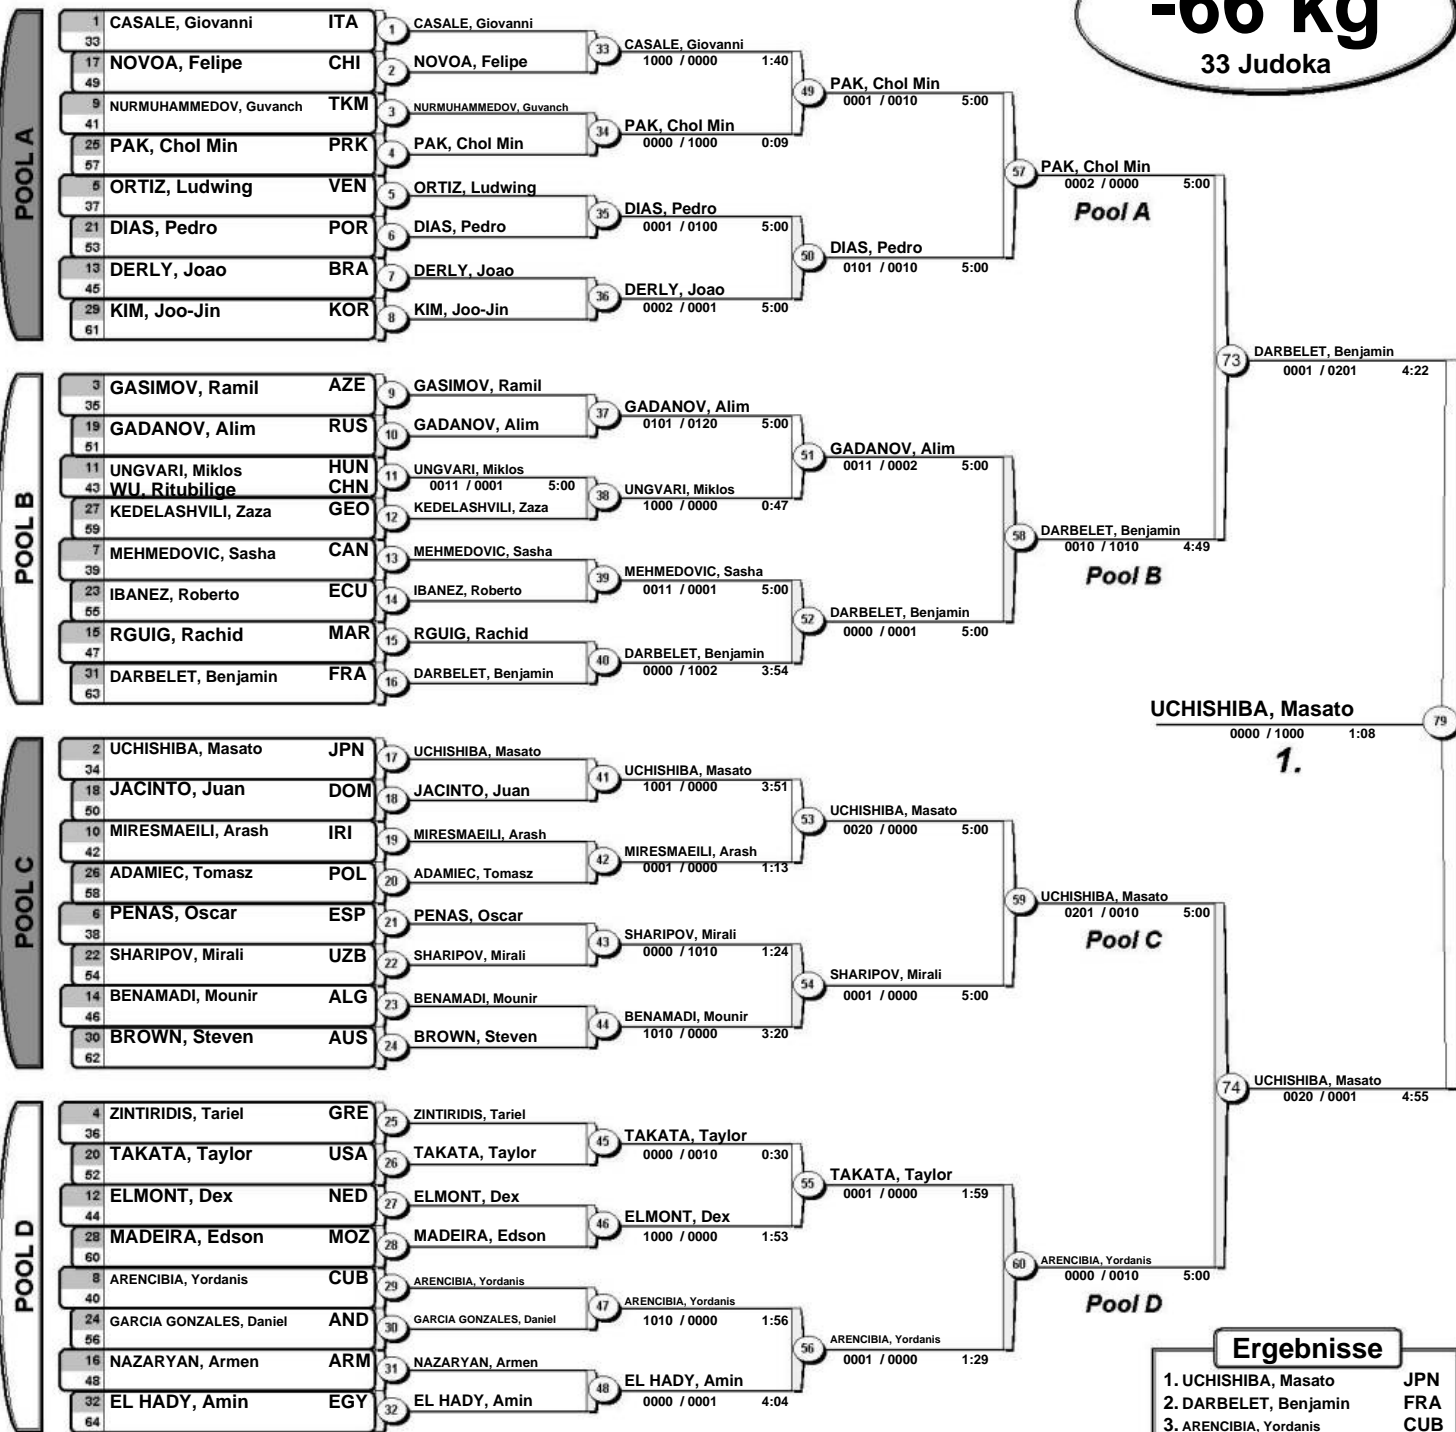 -66 kg
33 Judoka
POOL A
1 CASALE, Giovanni ITA
33
17 NOVOA, Felipe CHI
49
9 NURMUHAMMEDOV, Guvanch TKM
41
25 PAK, Chol Min PRK
57
5 ORTIZ, Ludwing VEN
37
21 DIAS, Pedro POR
53
13 DERLY, Joao BRA
45
29 KIM, Joo-Jin KOR
61
1 CASALE, Giovanni
2 NOVOA, Felipe
3 NURMUHAMMEDOV, Guvanch
4 PAK, Chol Min
5 ORTIZ, Ludwing
6 DIAS, Pedro
7 DERLY, Joao
8 KIM, Joo-Jin
33 CASALE, Giovanni
1000 / 0000 1:40
34 PAK, Chol Min
0000 / 1000 0:09
35 DIAS, Pedro
0001 / 0100 5:00
36 DERLY, Joao
0002 / 0001 5:00
49 PAK, Chol Min
0001 / 0010 5:00
50 DIAS, Pedro
0101 / 0010 5:00
57 PAK, Chol Min
0002 / 0000 5:00
Pool A
POOL B
3 GASIMOV, Ramil AZE
35
19 GADANOV, Alim RUS
51
11 UNGVARI, Miklos HUN
43 WU, Ritubilige CHN
27 KEDELASHVILI, Zaza GEO
59
7 MEHMEDOVIC, Sasha CAN
39
23 IBANEZ, Roberto ECU
55
15 RGUIG, Rachid MAR
47
31 DARBELET, Benjamin FRA
63
9 GASIMOV, Ramil
10 GADANOV, Alim
11 UNGVARI, Miklos
0011 / 0001 5:00
12 KEDELASHVILI, Zaza
13 MEHMEDOVIC, Sasha
14 IBANEZ, Roberto
15 RGUIG, Rachid
16 DARBELET, Benjamin
37 GADANOV, Alim
0101 / 0120 5:00
38 UNGVARI, Miklos
1000 / 0000 0:47
39 MEHMEDOVIC, Sasha
0011 / 0001 5:00
40 DARBELET, Benjamin
0000 / 1002 3:54
51 GADANOV, Alim
0011 / 0002 5:00
52 DARBELET, Benjamin
0000 / 0001 5:00
58 DARBELET, Benjamin
0010 / 1010 4:49
Pool B
73 DARBELET, Benjamin
0001 / 0201 4:22
UCHISHIBA, Masato 79
0000 / 1000 1:08
1.
POOL C
2 UCHISHIBA, Masato JPN
34
18 JACINTO, Juan DOM
50
10 MIRESMAEILI, Arash IRI
42
26 ADAMIEC, Tomasz POL
58
6 PENAS, Oscar ESP
38
22 SHARIPOV, Mirali UZB
54
14 BENAMADI, Mounir ALG
46
30 BROWN, Steven AUS
62
17 UCHISHIBA, Masato
18 JACINTO, Juan
19 MIRESMAEILI, Arash
20 ADAMIEC, Tomasz
21 PENAS, Oscar
22 SHARIPOV, Mirali
23 BENAMADI, Mounir
24 BROWN, Steven
41 UCHISHIBA, Masato
1001 / 0000 3:51
42 MIRESMAEILI, Arash
0001 / 0000 1:13
43 SHARIPOV, Mirali
0000 / 1010 1:24
44 BENAMADI, Mounir
1010 / 0000 3:20
53 UCHISHIBA, Masato
0020 / 0000 5:00
54 SHARIPOV, Mirali
0001 / 0000 5:00
59 UCHISHIBA, Masato
0201 / 0010 5:00
Pool C
74 UCHISHIBA, Masato
0020 / 0001 4:55
POOL D
4 ZINTIRIDIS, Tariel GRE
36
20 TAKATA, Taylor USA
52
12 ELMONT, Dex NED
44
28 MADEIRA, Edson MOZ
60
8 ARENCIBIA, Yordanis CUB
40
24 GARCIA GONZALES, Daniel AND
56
16 NAZARYAN, Armen ARM
48
32 EL HADY, Amin EGY
64
25 ZINTIRIDIS, Tariel
26 TAKATA, Taylor
27 ELMONT, Dex
28 MADEIRA, Edson
29 ARENCIBIA, Yordanis
30 GARCIA GONZALES, Daniel
31 NAZARYAN, Armen
32 EL HADY, Amin
45 TAKATA, Taylor
0000 / 0010 0:30
46 ELMONT, Dex
1000 / 0000 1:53
47 ARENCIBIA, Yordanis
1010 / 0000 1:56
48 EL HADY, Amin
0000 / 0001 4:04
55 TAKATA, Taylor
0001 / 0000 1:59
56 ARENCIBIA, Yordanis
0001 / 0000 1:29
60 ARENCIBIA, Yordanis
0000 / 0010 5:00
Pool D
Ergebnisse
1. UCHISHIBA, Masato JPN
2. DARBELET, Benjamin FRA
3. ARENCIBIA, Yordanis CUB